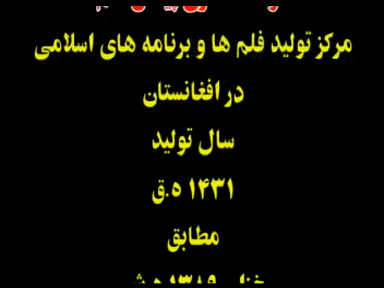 مرکز تولید فلم ها و برنامه های اسلامی
در افغانستان
سال تولید
۱۴۳۱ ه.ق
مطابق